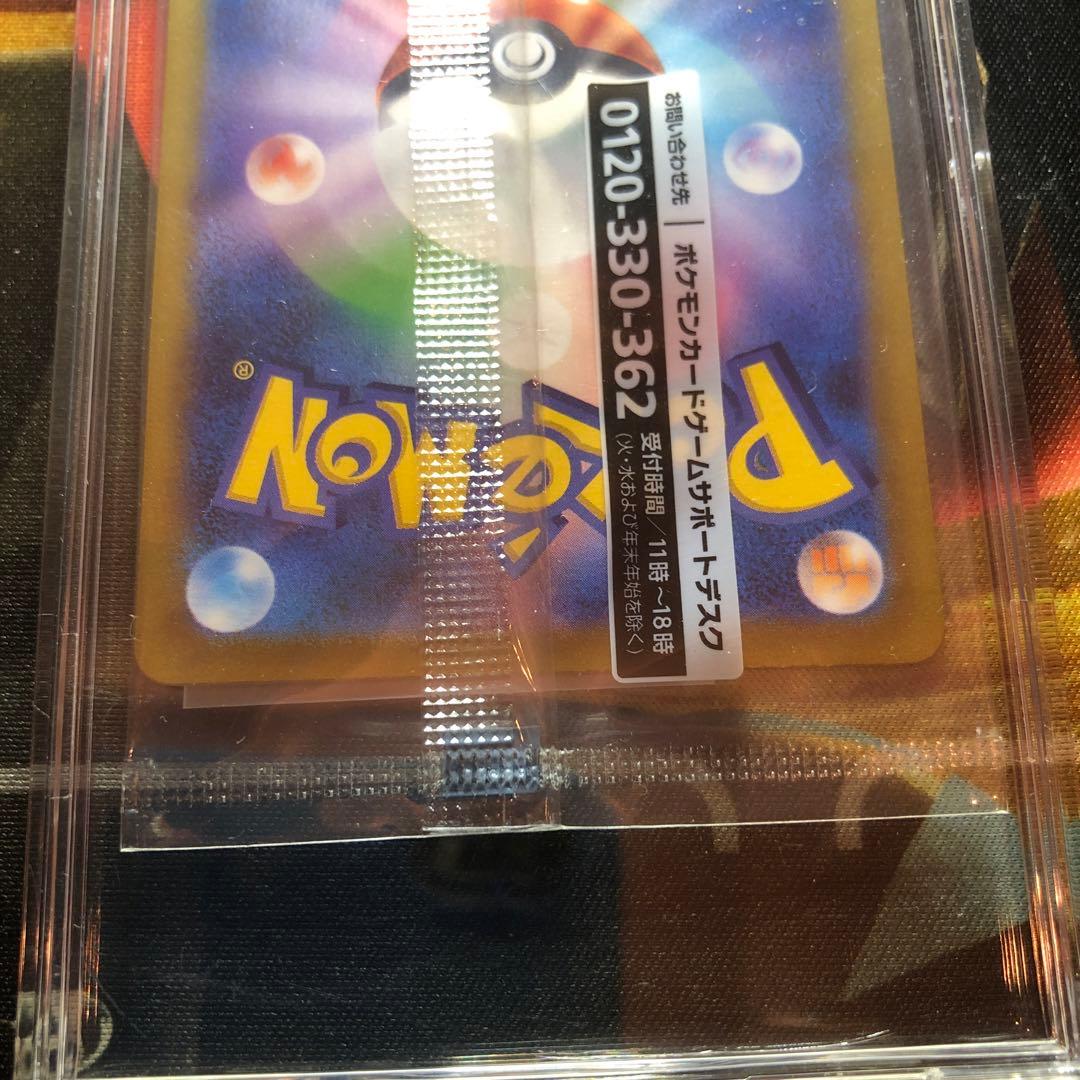 お問い合わせ先 | ポケモンカードゲームサポートデスク
0120-330-362
受付時間/11時~18時
(火・水および年末年始を除く)
Pokémon®